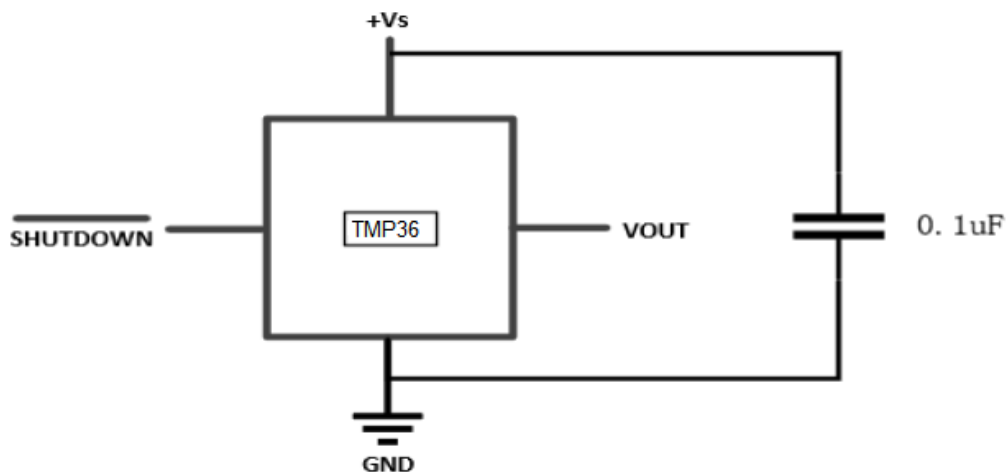 +Vs
SHUTDOWN
TMP36
VOUT
0. 1uF
GND